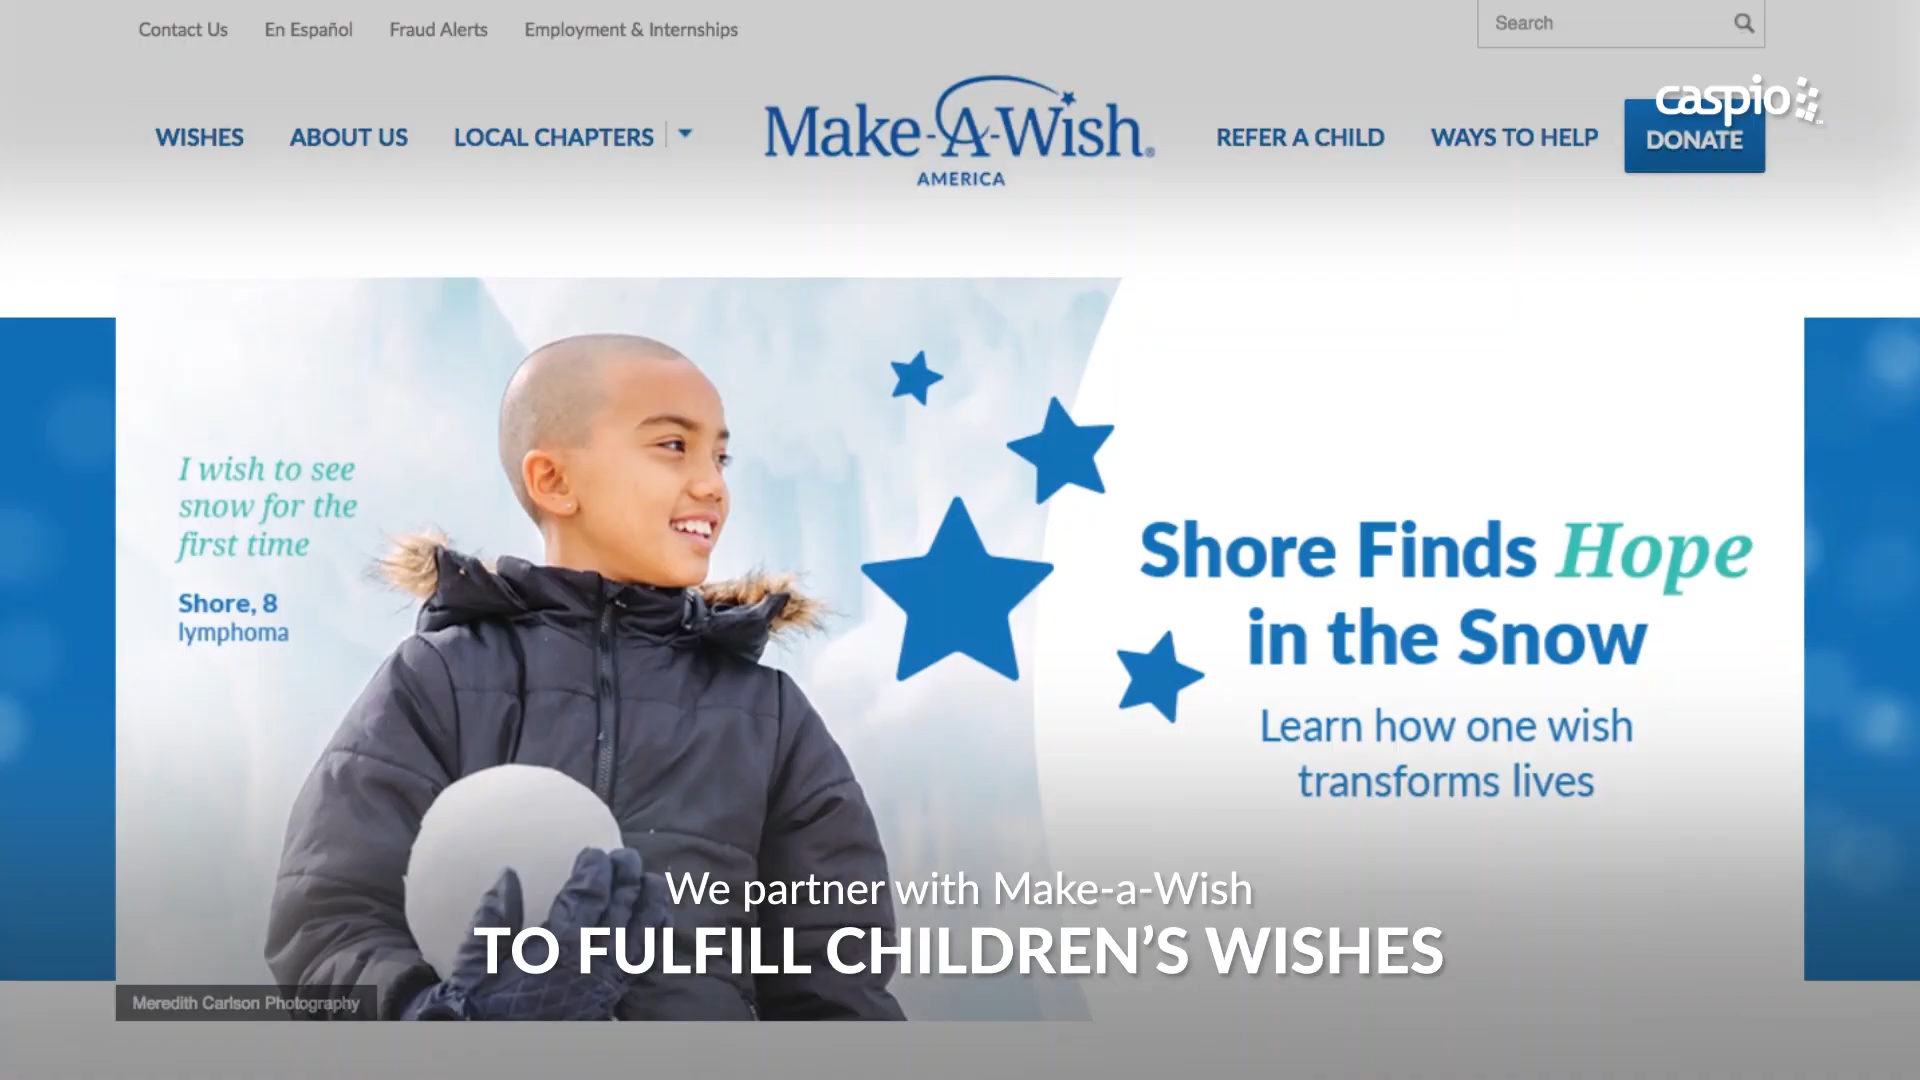 Contact Us
En Español
Fraud Alerts
Employment & Internships
Search
caspio
WISHES
ABOUT US
LOCAL CHAPTERS
Make-A-Wish®
AMERICA
REFER A CHILD
WAYS TO HELP
DONATE
I wish to see
snow for the
first time
Shore, 8
lymphoma
Shore Finds Hope
in the Snow
Learn how one wish
transforms lives
We partner with Make-a-Wish
TO FULFILL CHILDREN’S WISHES
Meredith Carlson Photography